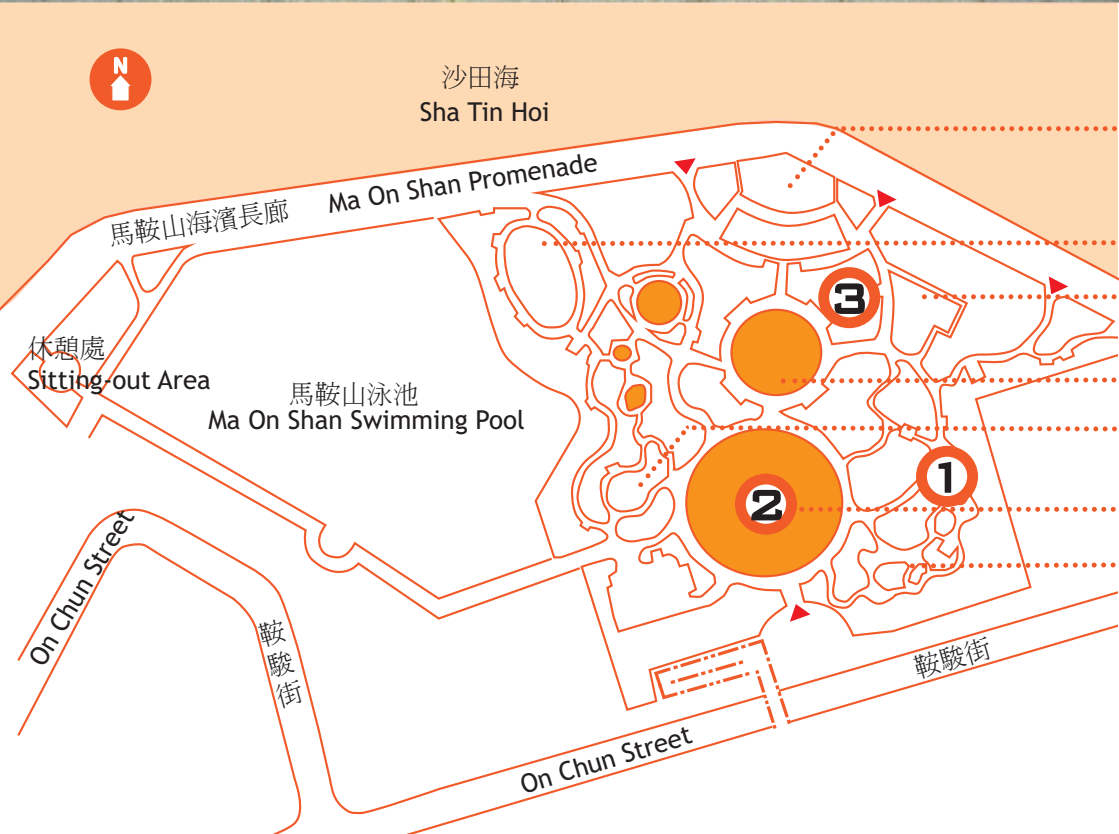 N
沙田海
Sha Tin Hoi
馬鞍山海濱長廊
Ma On Shan Promenade
3
休憩處
Sitting-out Area
馬鞍山泳池
Ma On Shan Swimming Pool
1
2
On Chun Street
鞍駿街
鞍駿街
On Chun Street